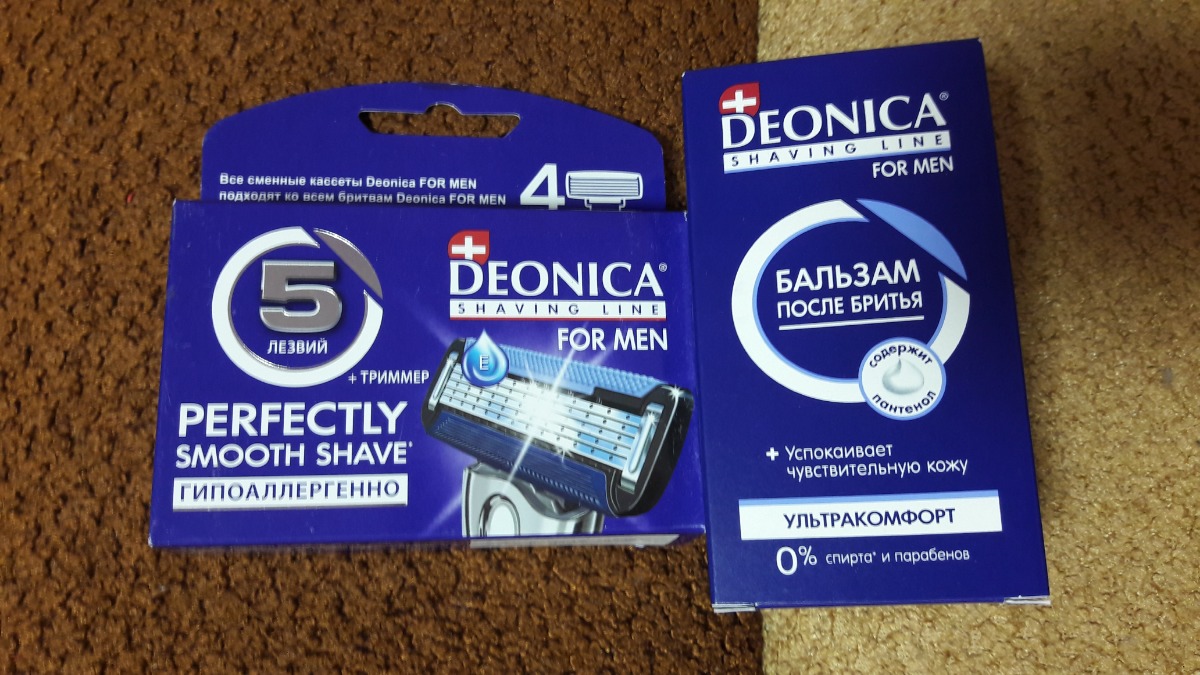 Все сменные кассеты Deonica FOR MEN
подходят ко всем бритвам Deonica FOR MEN
4
5
ЛЕЗВИЙ
+ ТРИММЕР
DEONICA®
SHAVING LINE
FOR MEN
E
PERFECTLY
SMOOTH SHAVE*
ГИПОАЛЛЕРГЕННО
DEONICA®
SHAVING LINE
FOR MEN
БАЛЬЗАМ
ПОСЛЕ БРИТЬЯ
содержит
пантенол
+ Успокаивает
чувствительную кожу
УЛЬТРАКОМФОРТ
0% спирта* и парабенов